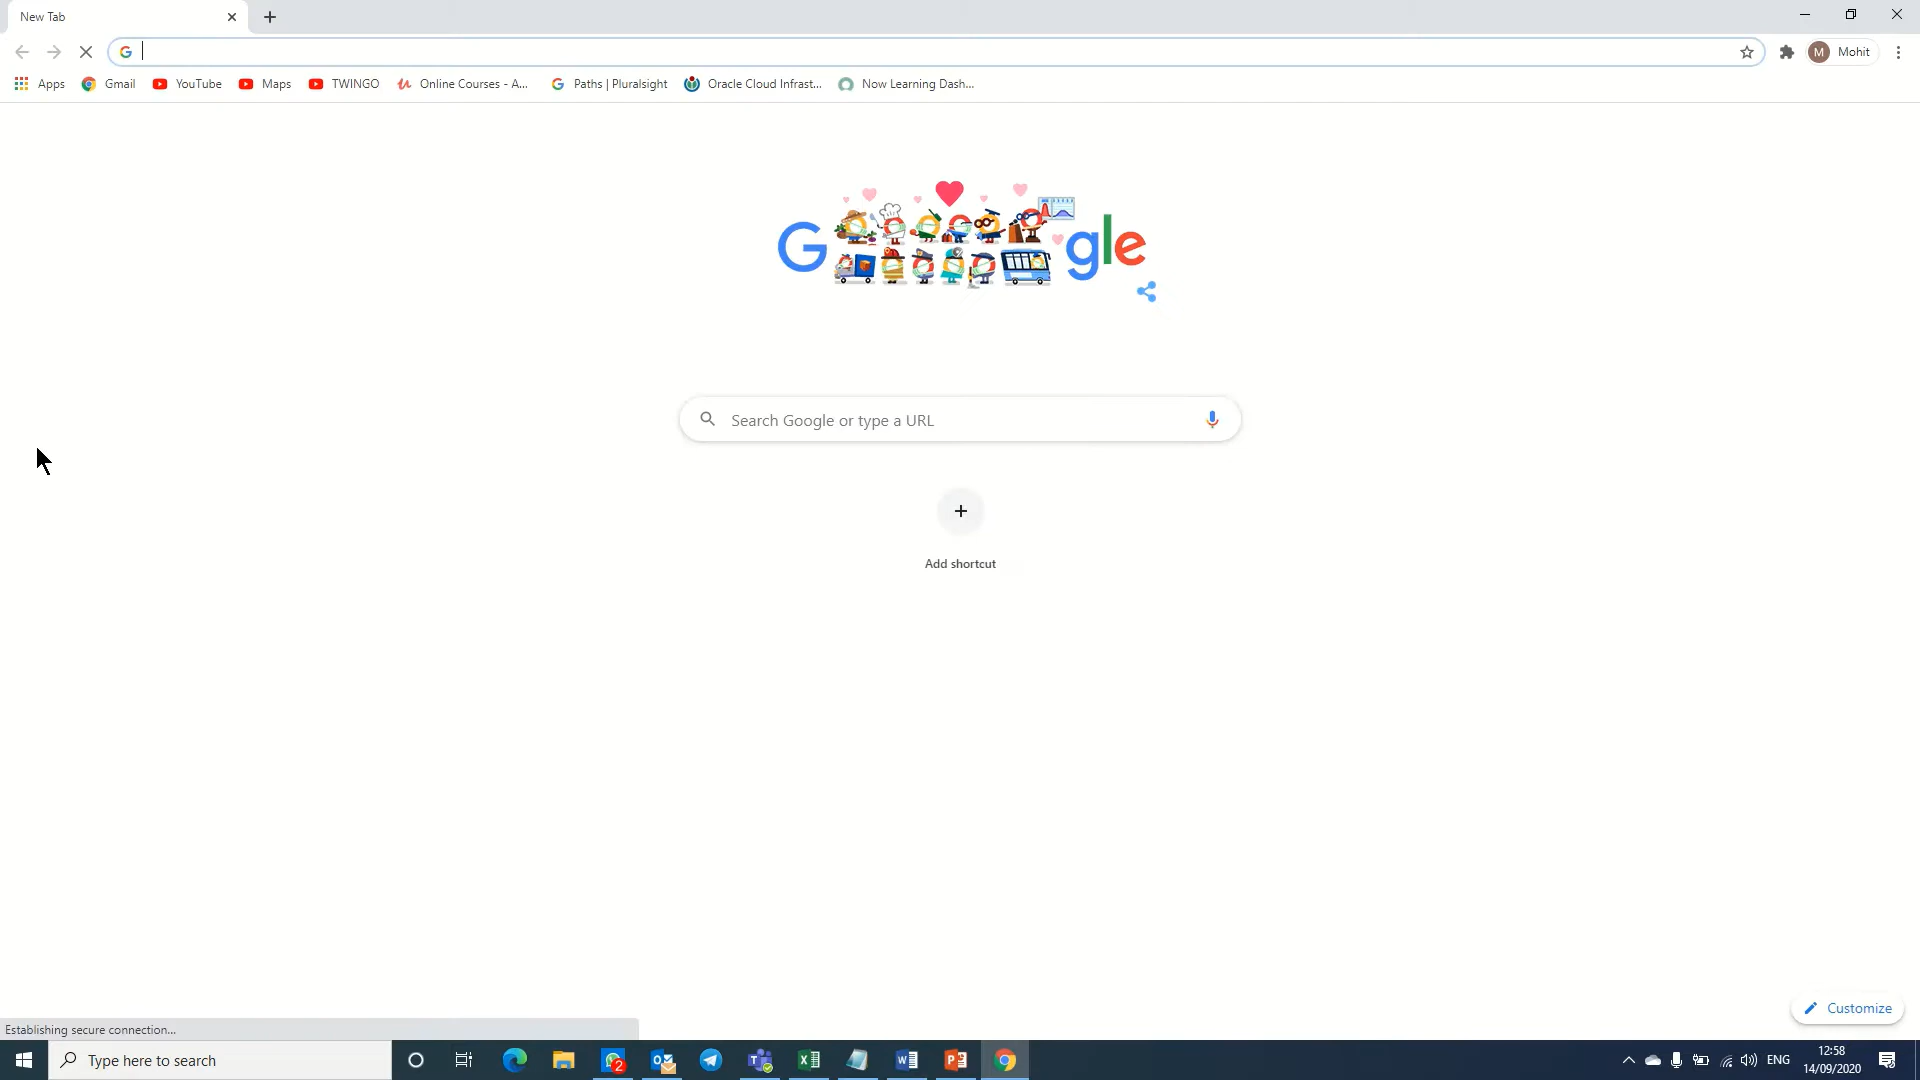 New Tab
Mohit
Apps Gmail YouTube Maps TWINGO Online Courses - A... Paths | Pluralsight Oracle Cloud Infrast... Now Learning Dash...
G gle
Search Google or type a URL
Add shortcut
Customize
Establishing secure connection...
Type here to search
2
ENG
12:58
14/09/2020